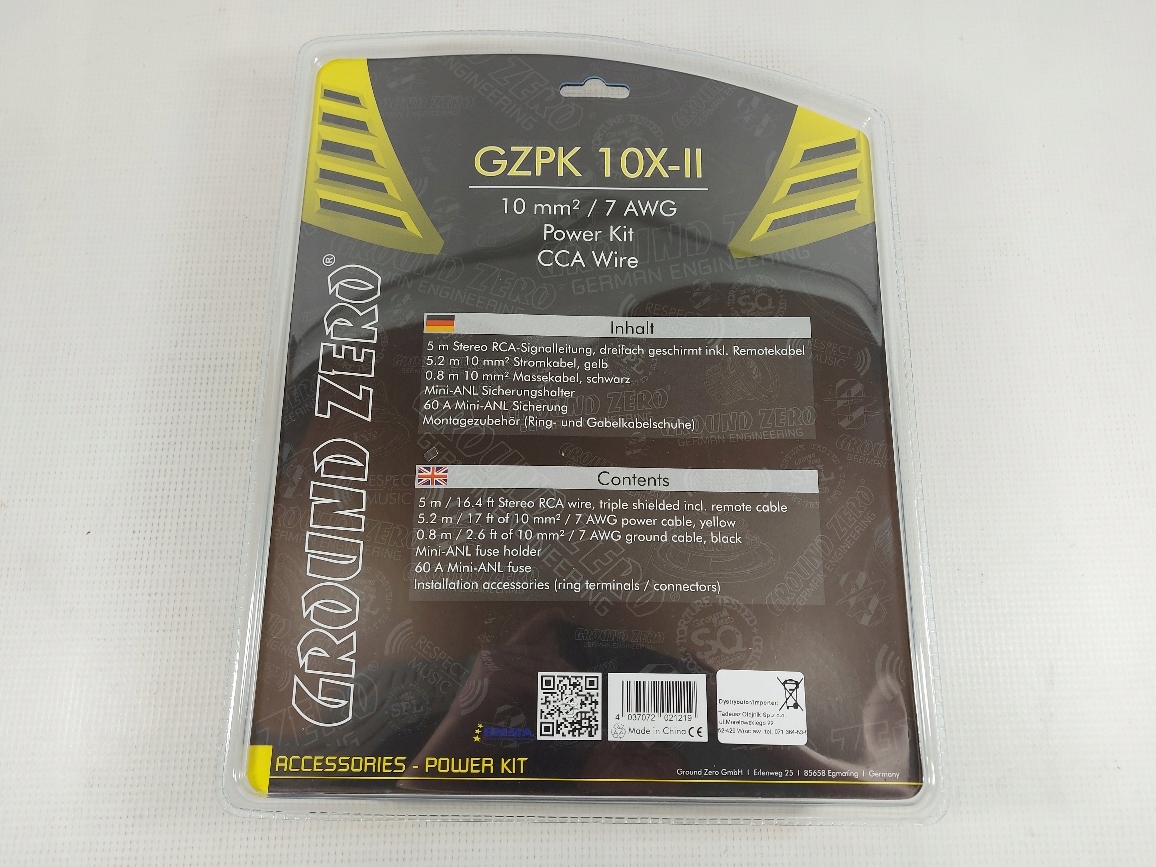 GZPK 10X-II
10 mm² / 7 AWG
Power Kit
CCA Wire
GROUND ZERO®
Inhalt
5 m Stereo RCA-Signalleitung, dreifach geschirmt inkl. Remotekabel
5.2 m 10 mm² Stromkabel, gelb
0.8 m 10 mm² Massekabel, schwarz
Mini-ANL Sicherungshalter
60 A Mini-ANL Sicherung
Montagezubehör (Ring- und Gabelkabelschuhe)
Contents
5 m / 16.4 ft Stereo RCA wire, triple shielded incl. remote cable
5.2 m / 17 ft of 10 mm² / 7 AWG power cable, yellow
0.8 m / 2.6 ft of 10 mm² / 7 AWG ground cable, black
Mini-ANL fuse holder
60 A Mini-ANL fuse
Installation accessories (ring terminals / connectors)
4 037072 021219
Made in China CE
Dystrybutor/Importer:
ACCESSORIES - POWER KIT
Ground Zero GmbH I Erlenweg 25 I 85658 Egmating I Germany